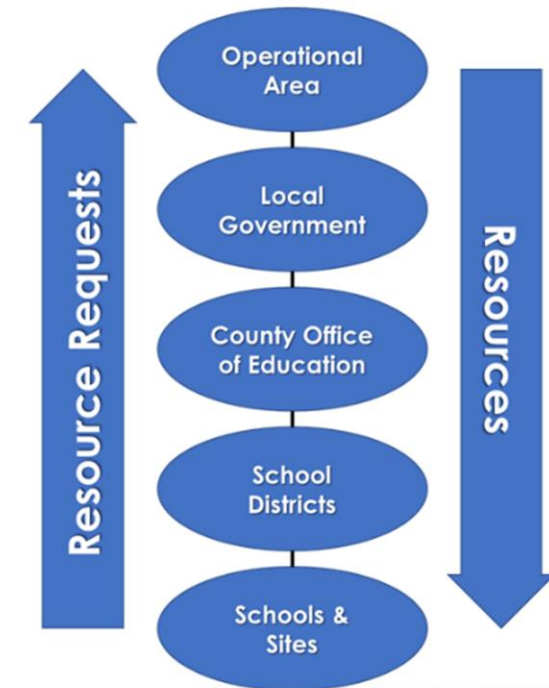 Operational
Area
Local
Government
County Office
of Education
School
Districts
Schools &
Sites
Resource Requests
Resources